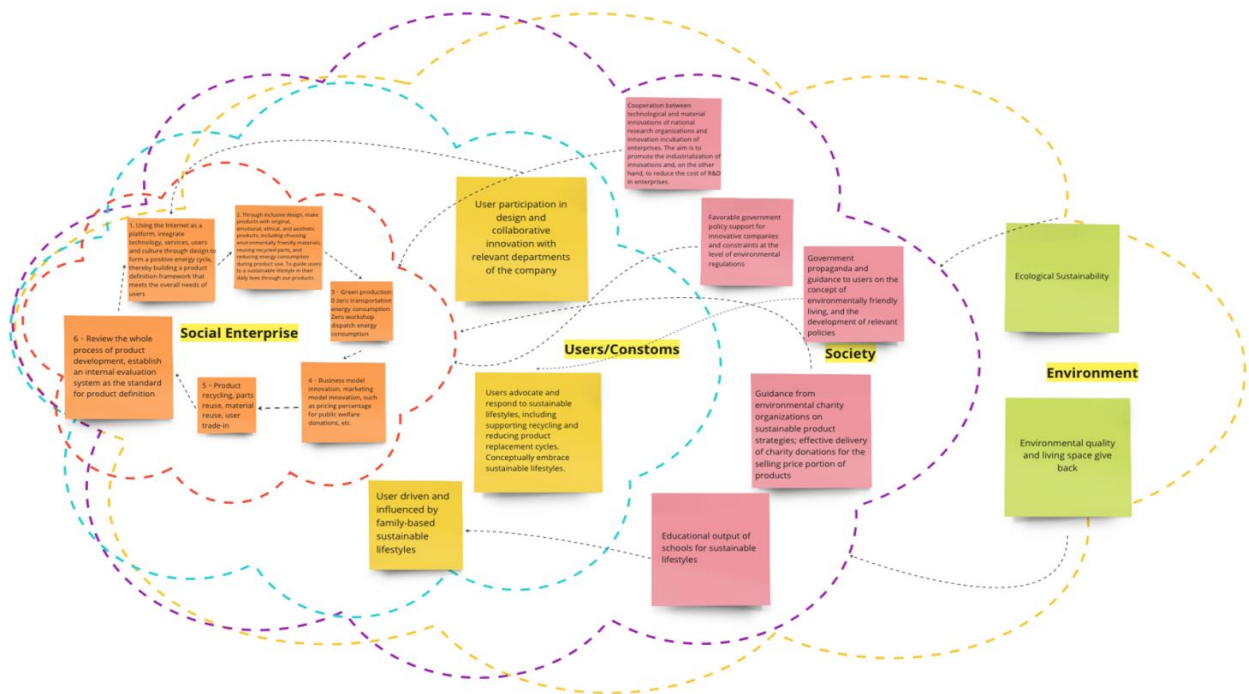 Cooperation between
technological and material
innovations of national
research organisations and
innovation incubation of
enterprises. The aim is to
promote the industrialization of
innovations and, on the other
hand, to reduce the cost of R&D
in enterprises.
User participation in
design and
collaborative
innovation with
relevant departments
of the company
Favorable government
policy support for
innovative companies
and constraints at the
level of environmental
regulations
1. Using the Internet as a
platform, integrate
technology, services, users
and culture through design to
form a positive energy cycle,
thereby building a product
definition framework that
meets the overall needs of
users
2. Through inclusive design, make
products with original,
emotional, ethical, and aesthetic
products, including choosing
environmentally friendly materials,
reusing recycled parts, and
reducing energy consumption
during product use. To guide users
to a sustainable lifestyle in their
daily lives through our products.
3、Green production:
0 zero transportation
energy consumption
Zero workshop
dispatch energy
consumption
Government
propaganda and
guidance to users on the
concept of
environmentally friendly
living, and the
development of relevant
policies
Ecological Sustainability
Social Enterprise
Users/Constoms
Society
Environment
6、Review the whole
process of product
development, establish
an internal evaluation
system as the standard
for product definition
5、Product
recycling, parts
reuse, material
reuse, user
trade-in
4、Business model
innovation, marketing
model innovation, such
as pricing percentage
for public welfare
donations, etc.
Users advocate and
respond to sustainable
lifestyles, including
supporting recycling and
reducing product
replacement cycles.
Conceptually embrace
sustainable lifestyles.
Guidance from
environmental charity
organizations on
sustainable product
strategies; effective delivery
of charity donations for the
selling price portion of
products
Environmental quality
and living space give
back
User driven and
influenced by
family-based
sustainable
lifestyles
Educational output of
schools for sustainable
lifestyles